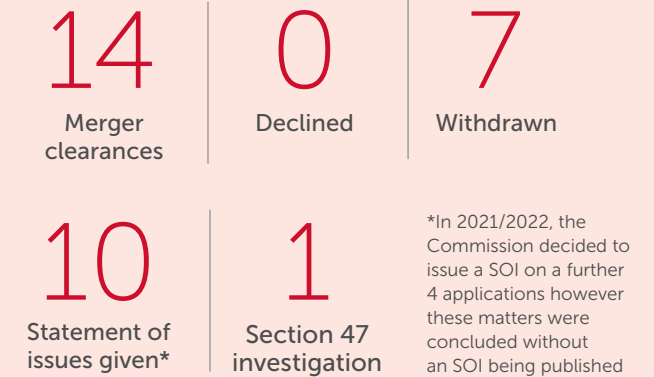 14
Merger
clearances
0
Declined
7
Withdrawn
10
Statement of
issues given*
1
Section 47
investigation
*In 2021/2022, the
Commission decided to
issue a SOI on a further
4 applications however
these matters were
concluded without
an SOI being published